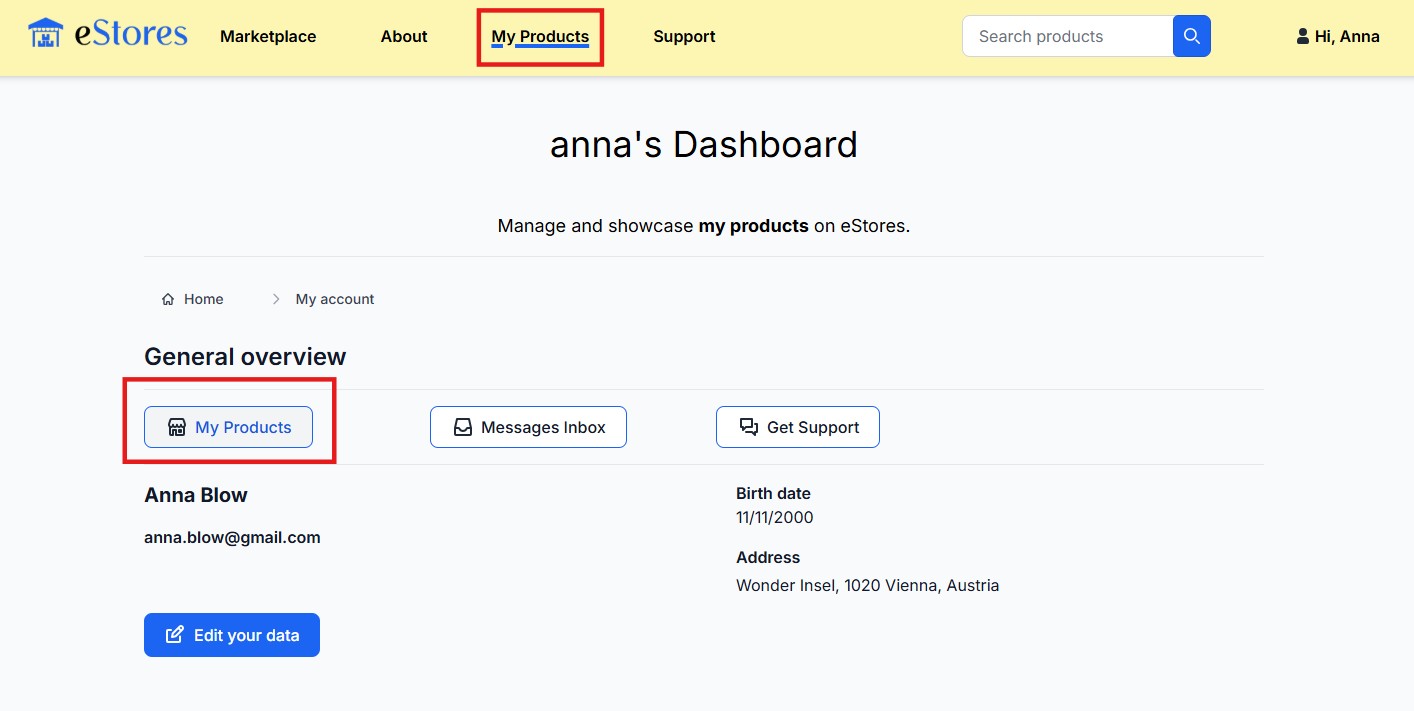 eStores Marketplace About My Products Support Search products Hi, Anna
anna's Dashboard
Manage and showcase my products on eStores.
Home My account
General overview
My Products Messages Inbox Get Support
Anna Blow
anna.blow@gmail.com
Birth date
11/11/2000
Address
Wonder Insel, 1020 Vienna, Austria
Edit your data